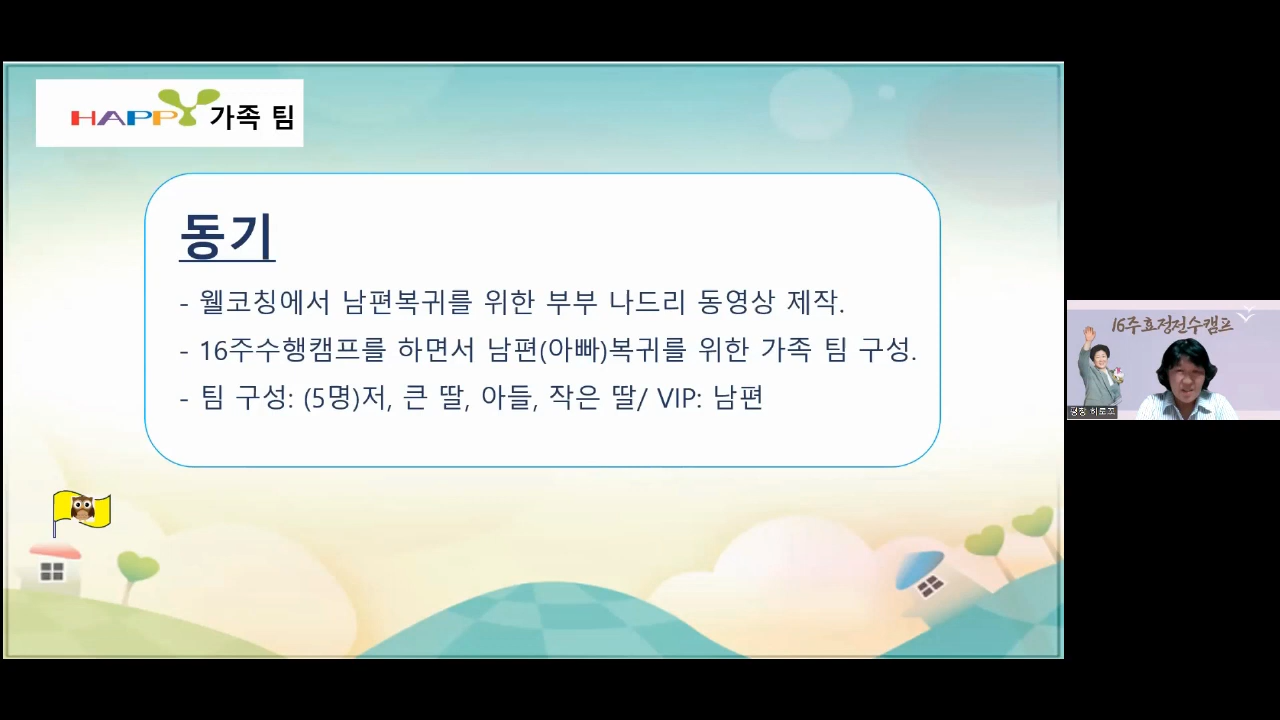 HAPPY 가족 팀
동기
- 웰코칭에서 남편복귀를 위한 부부 나드리 동영상 제작.
- 16주수행캠프를 하면서 남편(아빠)복귀를 위한 가족 팀 구성.
- 팀 구성: (5명)저, 큰 딸, 아들, 작은 딸/ VIP: 남편
16주효정전수캠프